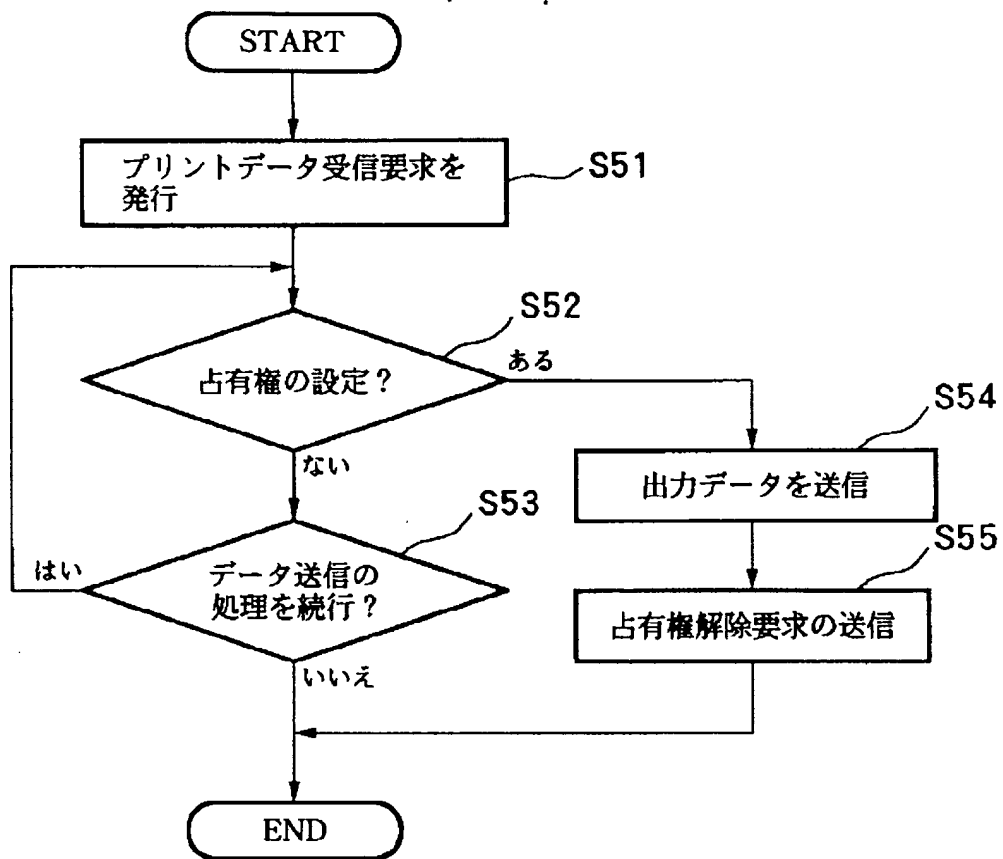 START
プリントデータ受信要求を
発行
S51
S52
占有権の設定？
ある
ない
S54
出力データを送信
S53
データ送信の
処理を続行？
はい
いいえ
S55
占有権解除要求の送信
END